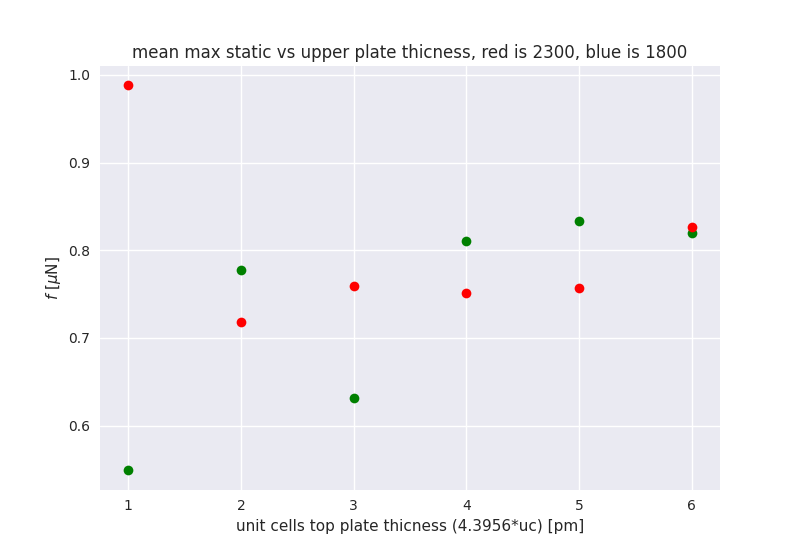 mean max static vs upper plate thicness, red is 2300, blue is 1800
1.0
0.9
0.8
0.7
0.6
f [μN]
1 2 3 4 5 6
unit cells top plate thicness (4.3956*uc) [pm]